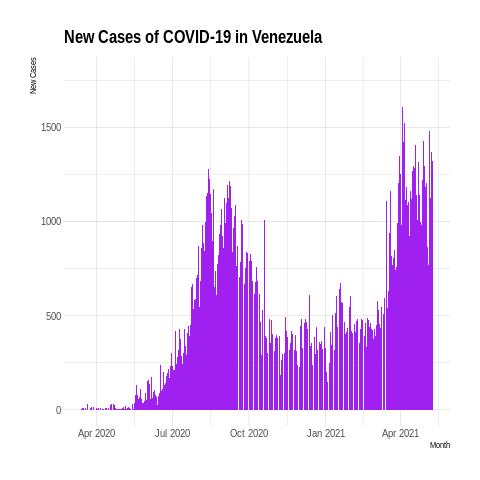 New Cases of COVID-19 in Venezuela
New Cases
1500
1000
500
0
Apr 2020 Jul 2020 Oct 2020 Jan 2021 Apr 2021
Month